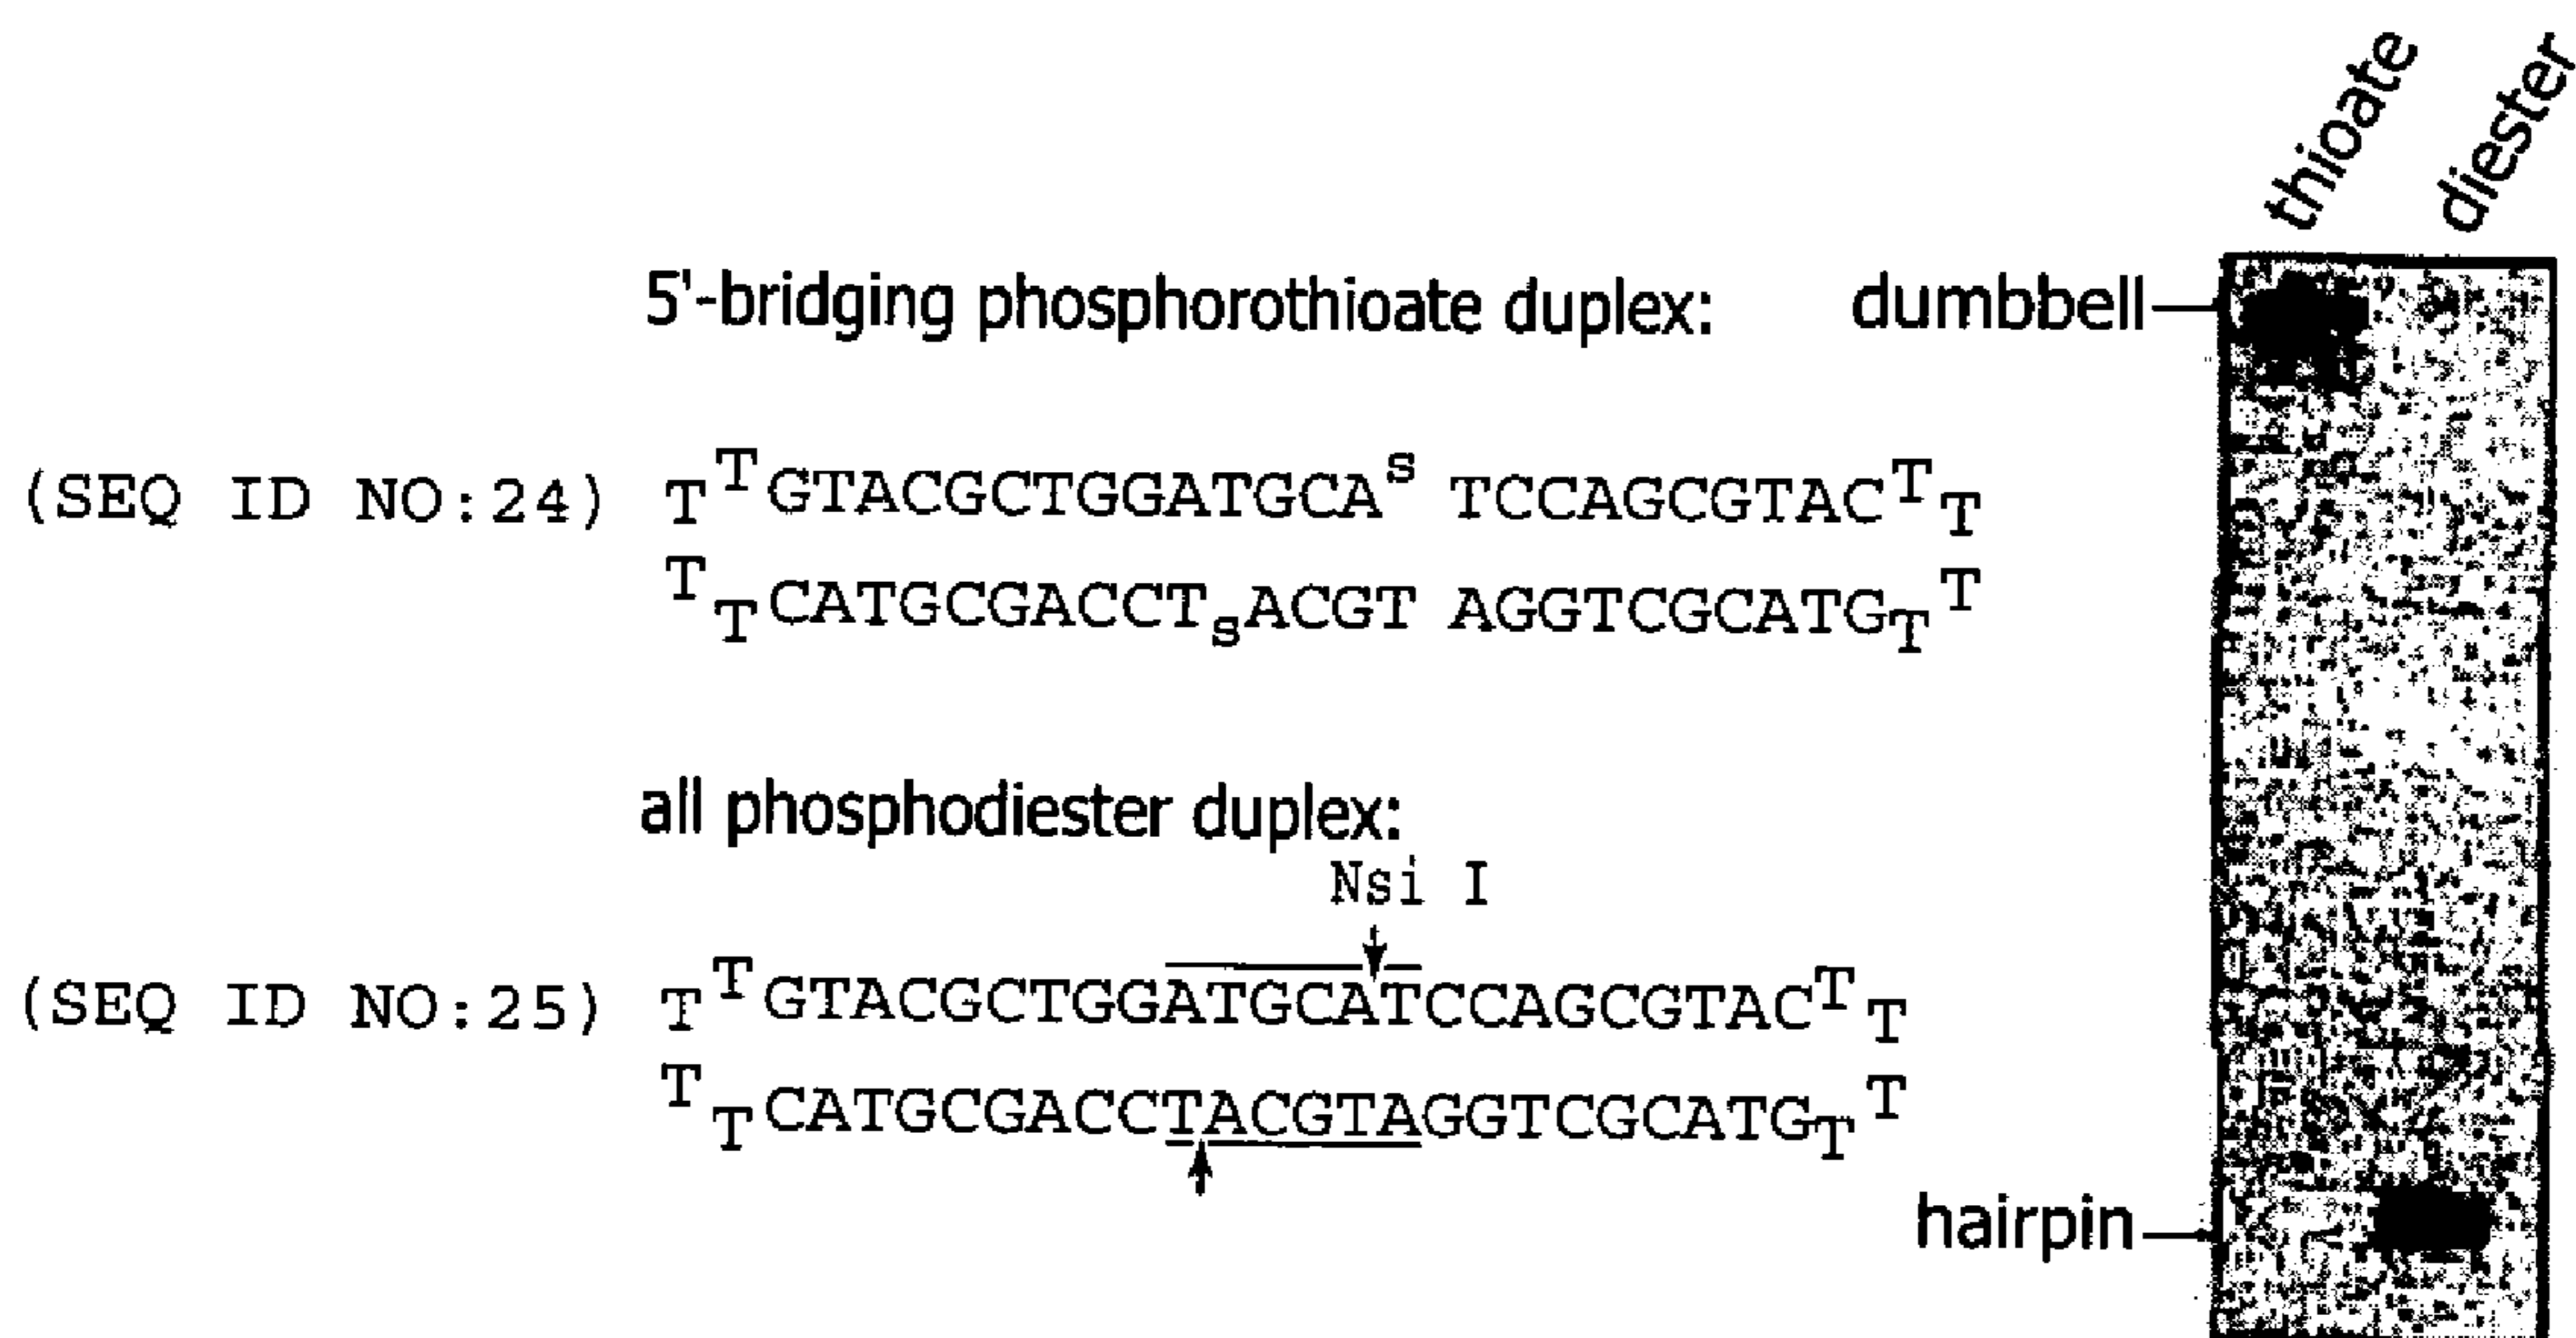 thioate diester
5'-bridging phosphorothioate duplex: dumbbell
(SEQ ID NO:24) TTGTACGCTGGATGCAs TCCAGCGTACTT
TTCATGCGACCTsACGT AGGTCGCATGTT
all phosphodiester duplex:
Nsi I
(SEQ ID NO:25) TTGTACGCTGGATGCATCCAGCGTACTT
TTCATGCGACCTACGTAGGTCGCATGTT
hairpin